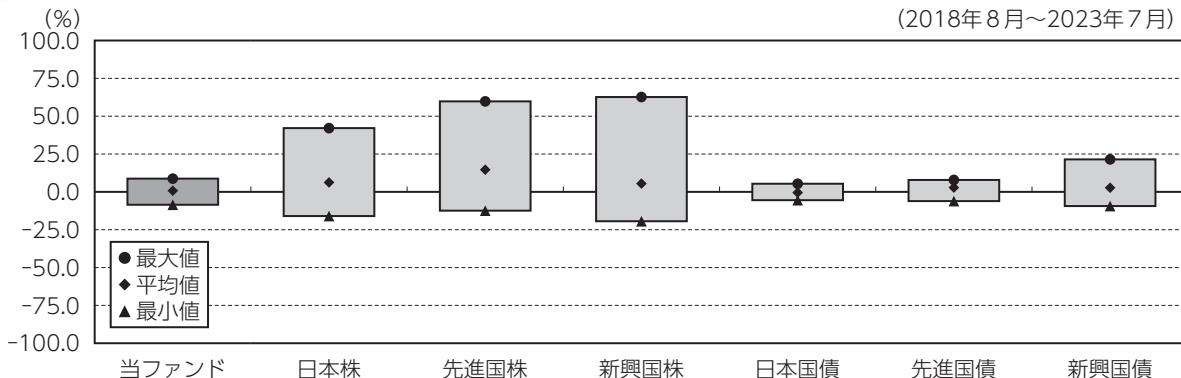 (%)
(2018年8月～2023年7月)
100.0
75.0
50.0
25.0
0.0
-25.0
-50.0
-75.0
-100.0
●最大値
◆平均値
▲最小値
当ファンド 日本株 先進国株 新興国株 日本国債 先進国債 新興国債